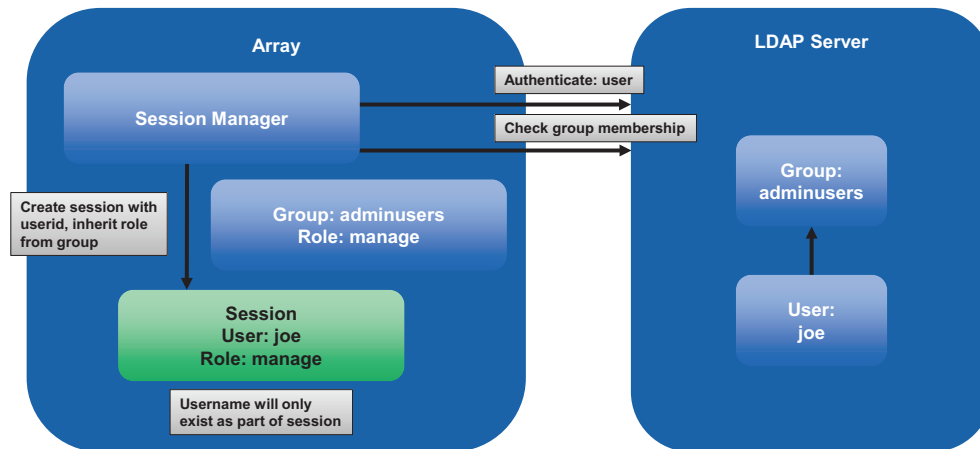 Array
LDAP Server
Authenticate: user
Session Manager
Check group membership
Create session with
userid, inherit role
from group
Group: adminusers
Role: manage
Group:
adminusers
Session
User: joe
Role: manage
User:
joe
Username will only
exist as part of session